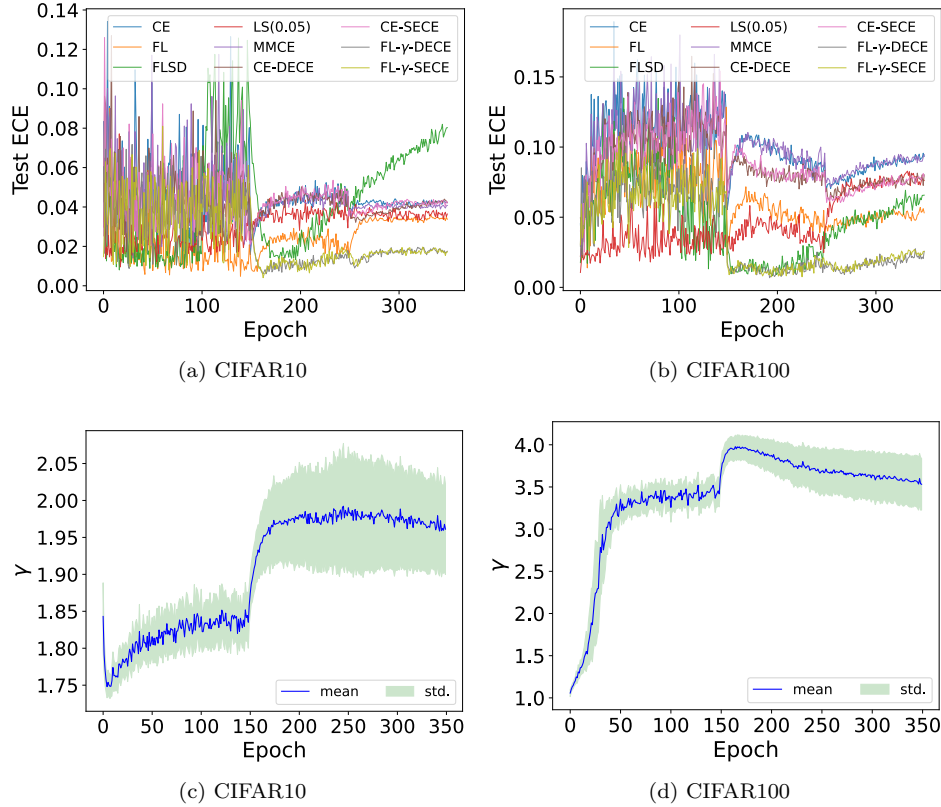 0.14
0.12
0.10
0.08
0.06
0.04
0.02
0.00
Test ECE
CE LS(0.05) CE-SECE
FL MMCE FL-γ-DECE
FLSD CE-DECE FL-γ-SECE
0 100 200 300
Epoch
(a) CIFAR10
0.15
0.10
0.05
0.00
Test ECE
CE LS(0.05) CE-SECE
FL MMCE FL-γ-DECE
FLSD CE-DECE FL-γ-SECE
0 100 200 300
Epoch
(b) CIFAR100
2.05
2.00
1.95
1.90
1.85
1.80
1.75
γ
mean std.
0 50 100 150 200 250 300 350
Epoch
(c) CIFAR10
4.0
3.5
3.0
2.5
2.0
1.5
1.0
γ
mean std.
0 50 100 150 200 250 300 350
Epoch
(d) CIFAR100